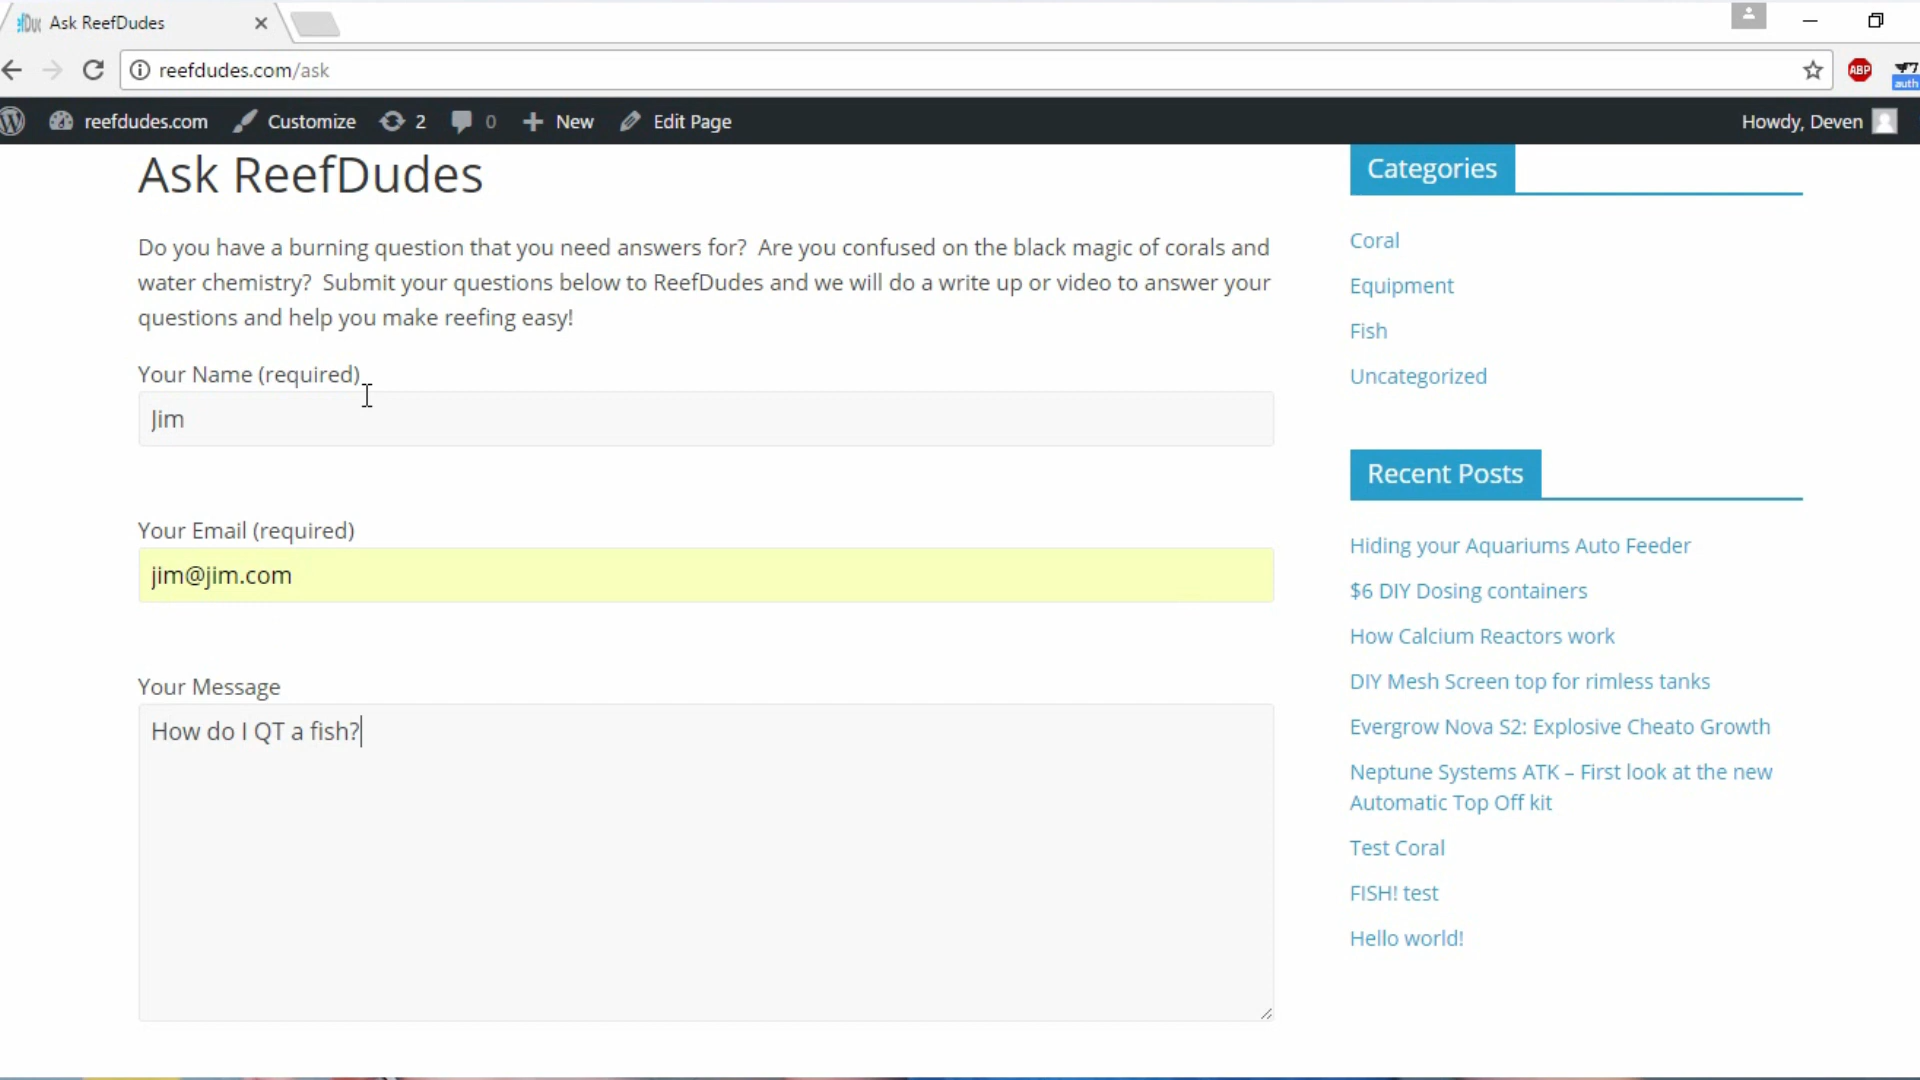 Ask ReefDudes
reefdudes.com/ask
ABP
auth
reefdudes.com Customize 2 0 New Edit Page Howdy, Deven
Ask ReefDudes
Do you have a burning question that you need answers for? Are you confused on the black magic of corals and
water chemistry? Submit your questions below to ReefDudes and we will do a write up or video to answer your
questions and help you make reefing easy!
Your Name (required)
Jim
Your Email (required)
jim@jim.com
Your Message
How do I QT a fish?
Categories
Coral
Equipment
Fish
Uncategorized
Recent Posts
Hiding your Aquariums Auto Feeder
$6 DIY Dosing containers
How Calcium Reactors work
DIY Mesh Screen top for rimless tanks
Evergrow Nova S2: Explosive Cheato Growth
Neptune Systems ATK – First look at the new
Automatic Top Off kit
Test Coral
FISH! test
Hello world!